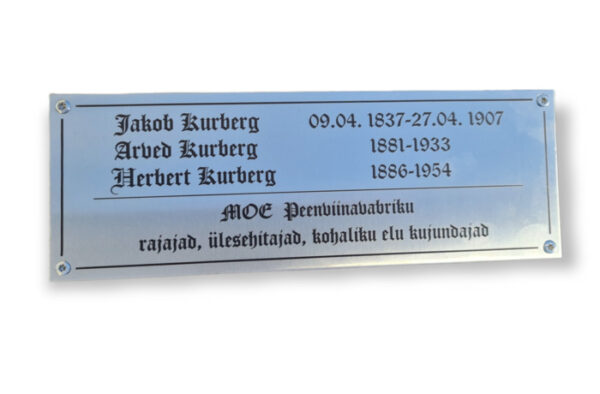 Jakob Kurberg 09.04. 1837-27.04. 1907
Arved Kurberg 1881-1933
Herbert Kurberg 1886-1954
MOE Peenviinavabriku
rajajad, ülesehitajad, kohaliku elu kujundajad